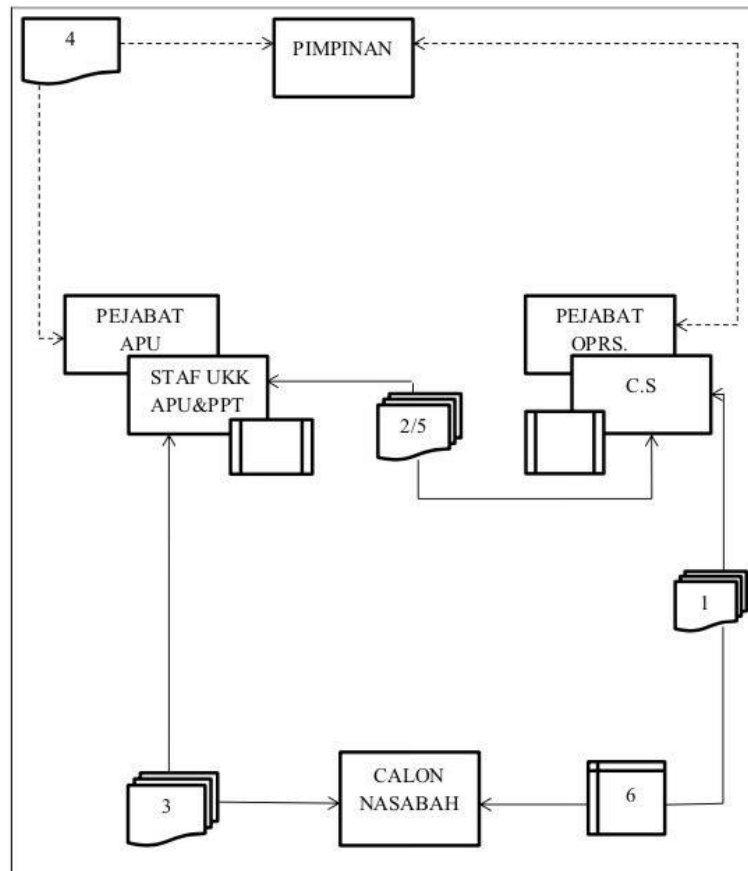 4
PIMPINAN
PEJABAT
APU
PEJABAT
OPRS.
STAF UKK
APU&PPT
C.S
2/5
1
3
CALON
NASABAH
6